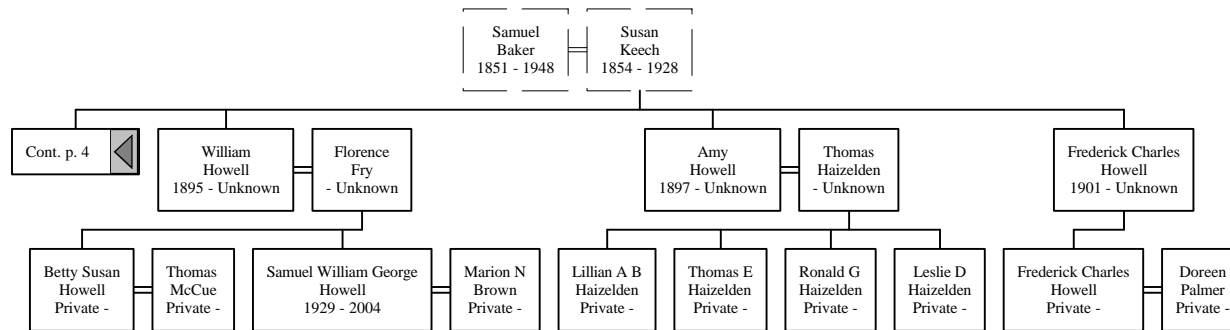 Samuel
Baker
1851 - 1948
Susan
Keech
1854 - 1928
Cont. p. 4
William
Howell
1895 - Unknown
Florence
Fry
- Unknown
Amy
Howell
1897 - Unknown
Thomas
Haizelden
- Unknown
Frederick Charles
Howell
1901 - Unknown
Betty Susan
Howell
Private -
Thomas
McCue
Private -
Samuel William George
Howell
1929 - 2004
Marion N
Brown
Private -
Lillian A B
Haizelden
Private -
Thomas E
Haizelden
Private -
Ronald G
Haizelden
Private -
Leslie D
Haizelden
Private -
Frederick Charles
Howell
Private -
Doreen
Palmer
Private -